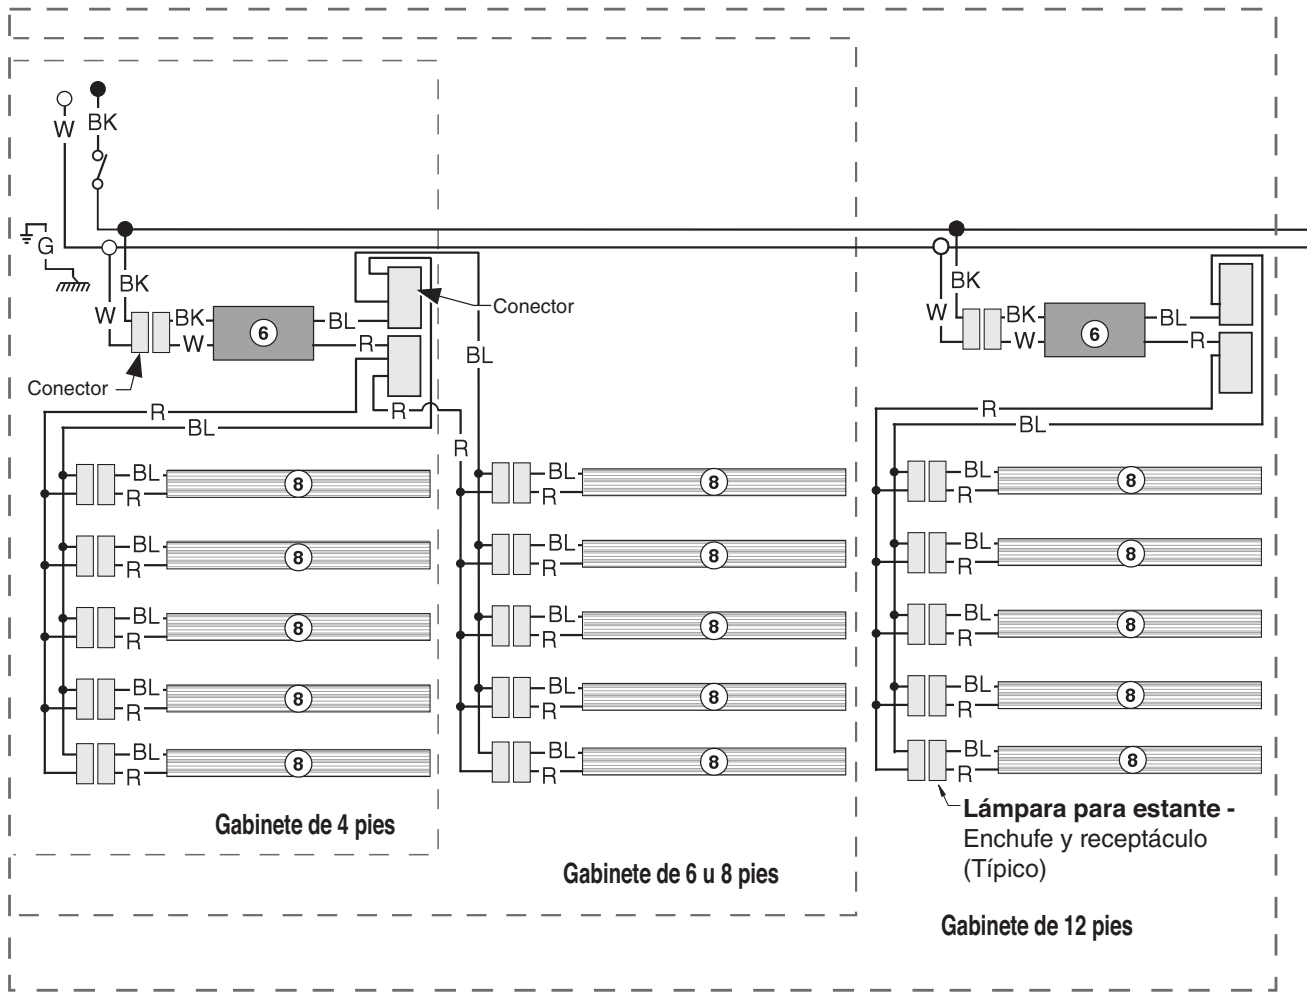 W
BK
G
BK
W
BK
W
6
BL
R
Conector
Conector
BL
R
BL
R
R
BK
W
BK
W
6
BL
R
R
BL
BL
R
8
BL
R
8
BL
R
8
BL
R
8
BL
R
8
BL
R
8
BL
R
8
BL
R
8
BL
R
8
BL
R
8
BL
R
8
BL
R
8
BL
R
8
BL
R
8
BL
R
8
Gabinete de 4 pies
Gabinete de 6 u 8 pies
Lámpara para estante -
Enchufe y receptáculo
(Típico)
Gabinete de 12 pies